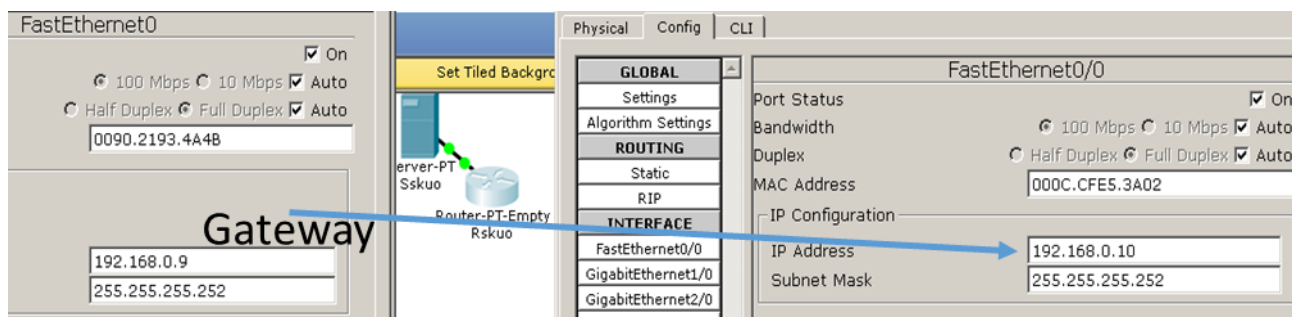 FastEthernet0
On
100 Mbps 10 Mbps Auto
Half Duplex Full Duplex Auto
0090.2193.4A4B
192.168.0.9
255.255.255.252
Gateway
Set Tiled Backgro
erver-PT
Sskuo
Router-PT-Empty
Rskuo
Physical Config CLI
GLOBAL
Settings
Algorithm Settings
ROUTING
Static
RIP
INTERFACE
FastEthernet0/0
GigabitEthernet1/0
GigabitEthernet2/0
FastEthernet0/0
Port Status On
Bandwidth 100 Mbps 10 Mbps Auto
Duplex Half Duplex Full Duplex Auto
MAC Address 000C.CFE5.3A02
IP Configuration
IP Address 192.168.0.10
Subnet Mask 255.255.255.252